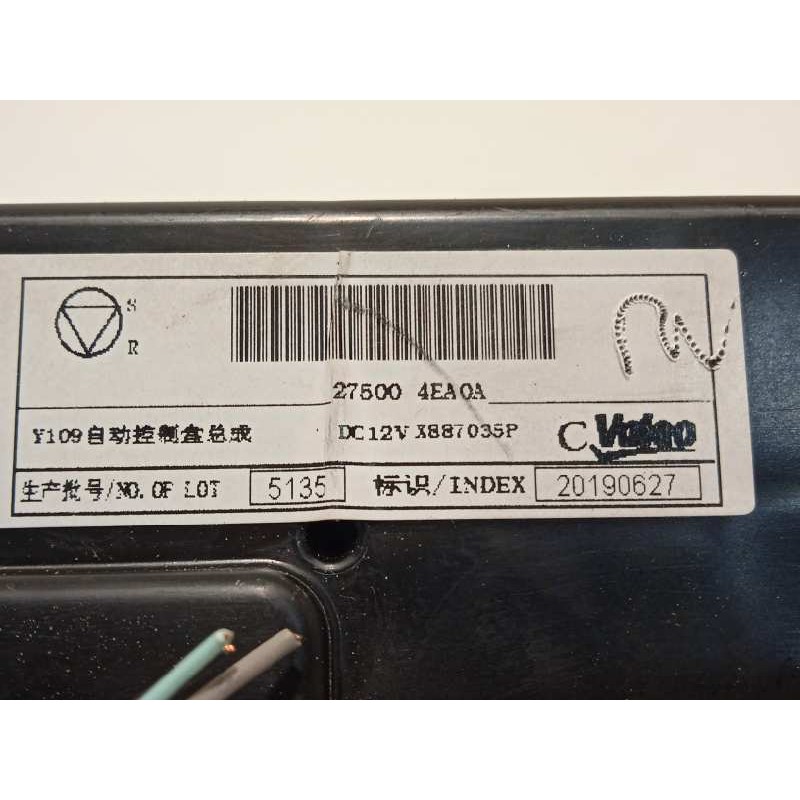 S
R
27500 4EA0A
Y109自动控制盒总成 DC12V X887035P C Valeo
生产批号/NO.OF LOT 5135 标识/INDEX 20190627